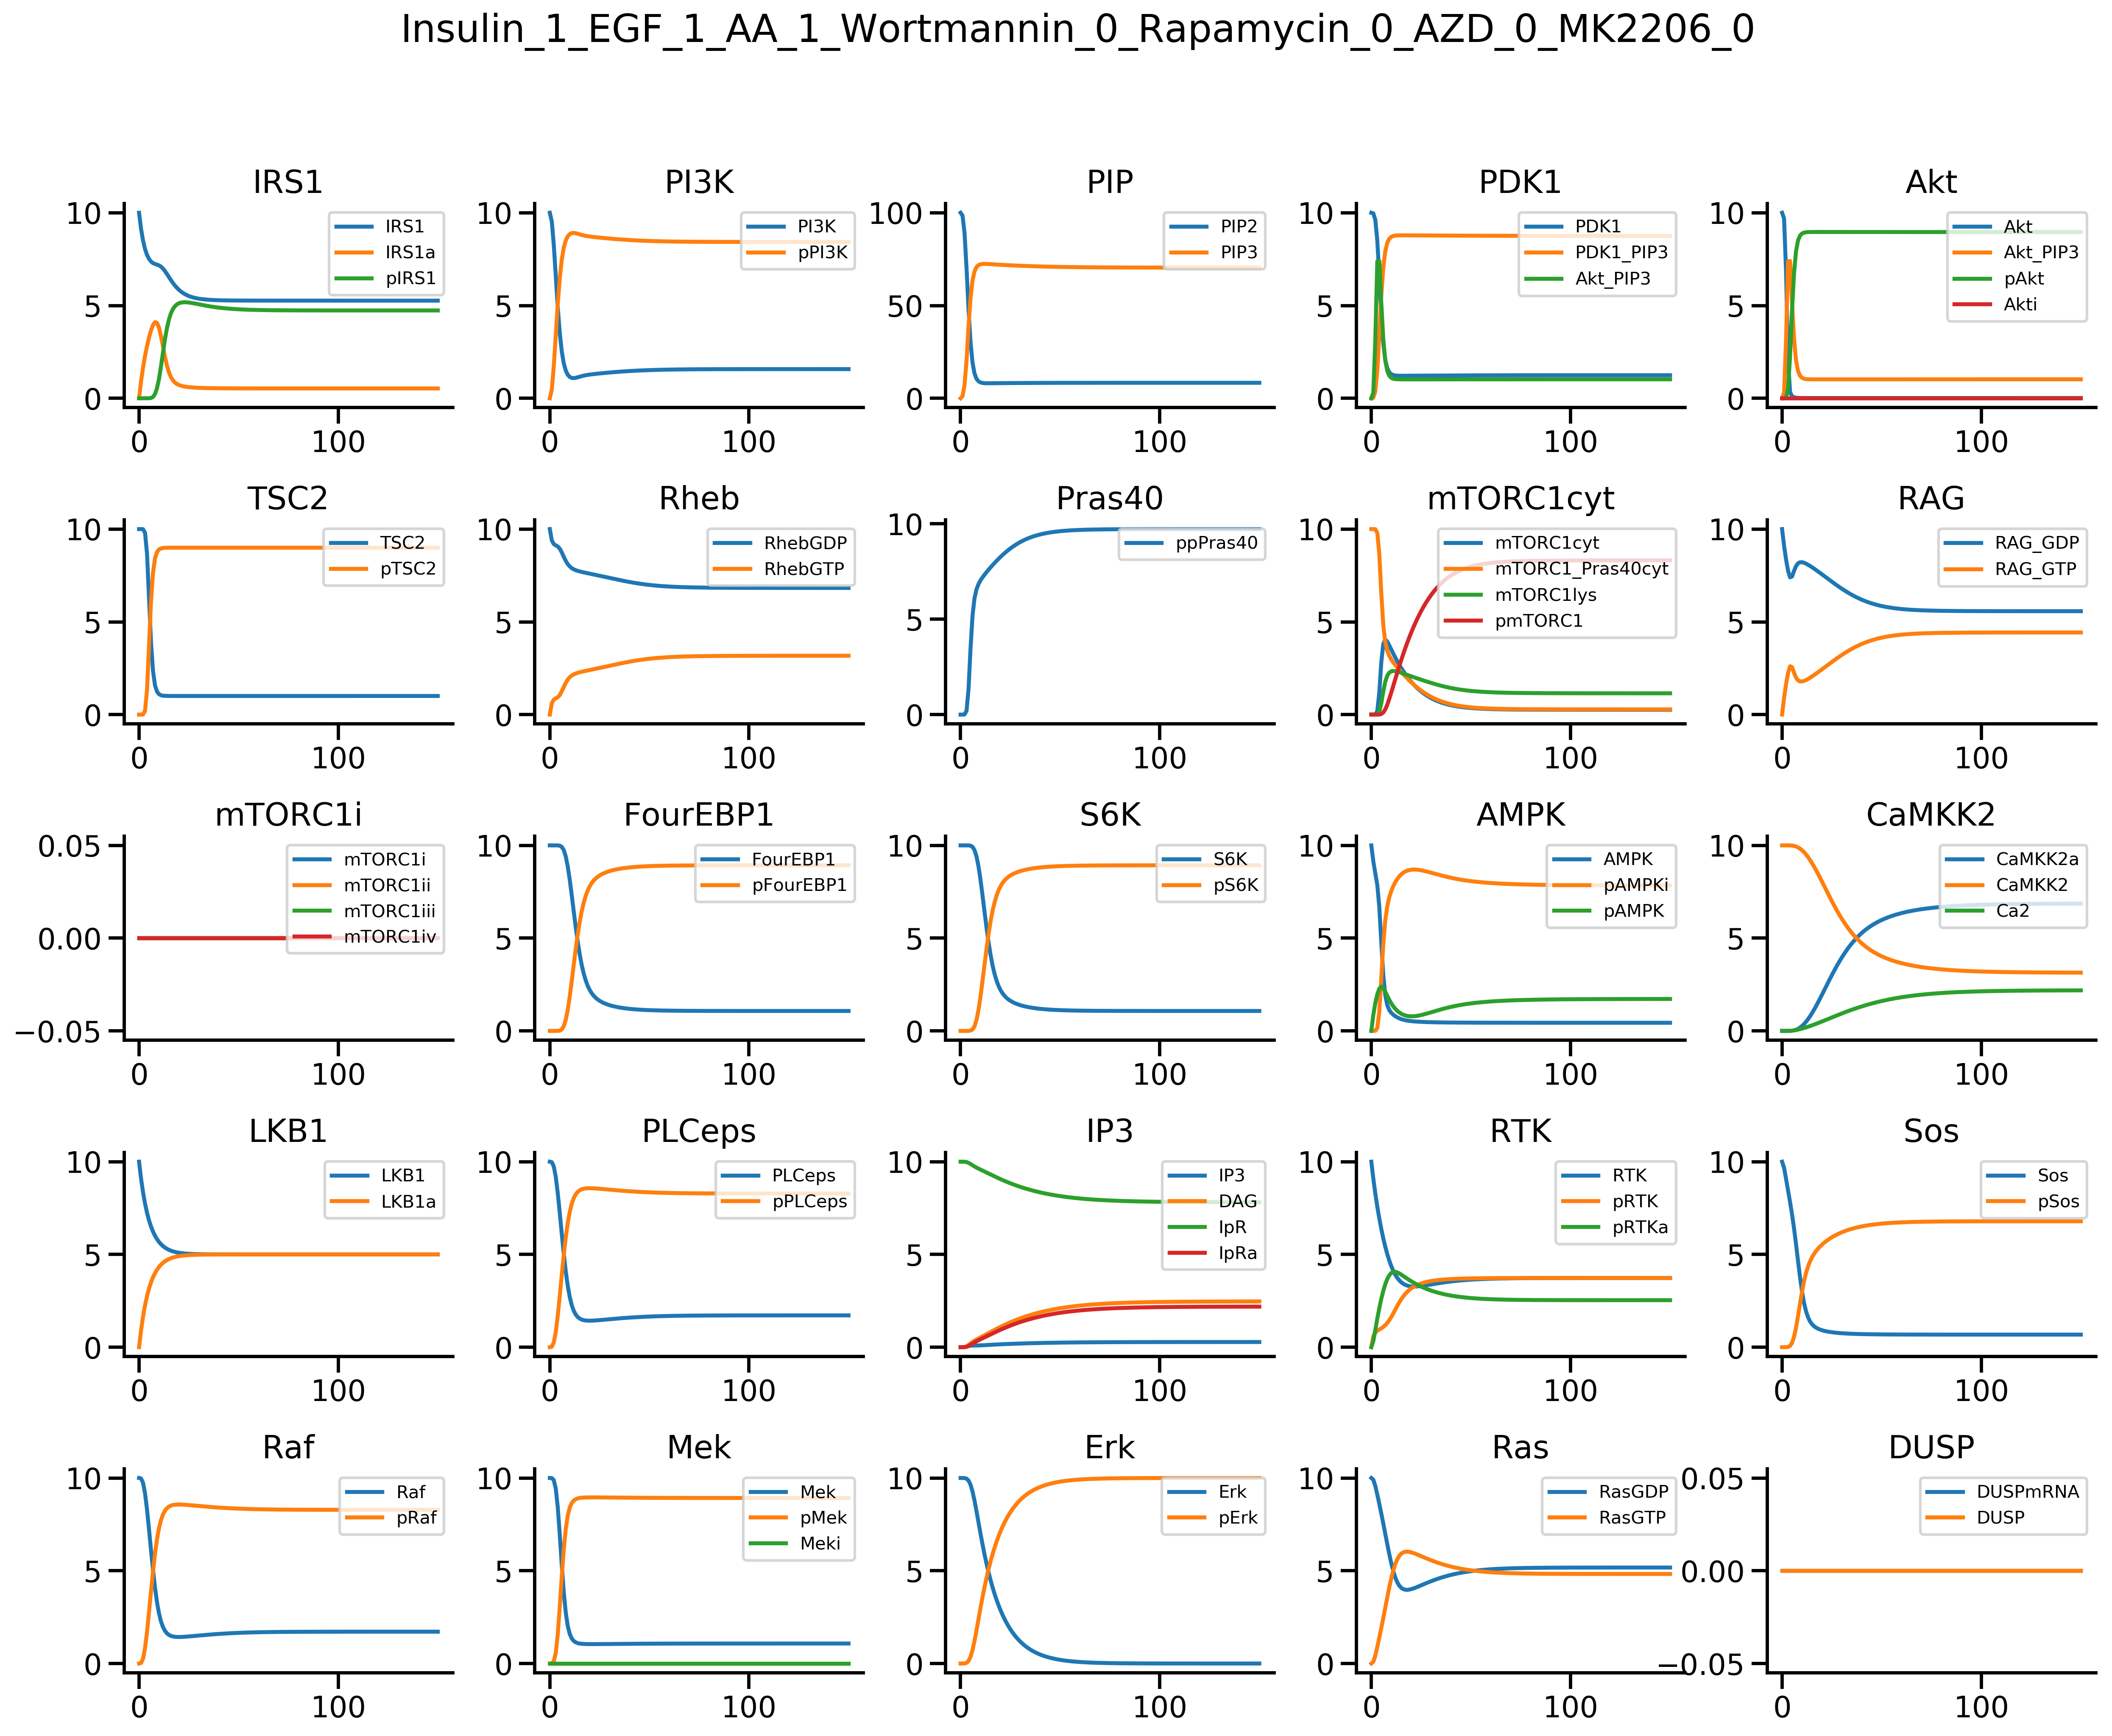 Insulin_1_EGF_1_AA_1_Wortmannin_0_Rapamycin_0_AZD_0_MK2206_0
IRS1
10
5
0
0
100
IRS1
IRS1a
pIRS1
PI3K
10
5
0
0
100
PI3K
pPI3K
PIP
100
50
0
0
100
PIP2
PIP3
PDK1
10
5
0
0
100
PDK1
PDK1_PIP3
Akt_PIP3
Akt
10
5
0
0
100
Akt
Akt_PIP3
pAkt
Akti
TSC2
10
5
0
0
100
TSC2
pTSC2
Rheb
10
5
0
0
100
RhebGDP
RhebGTP
Pras40
10
5
0
0
100
ppPras40
mTORC1cyt
10
5
0
0
100
mTORC1cyt
mTORC1_Pras40cyt
mTORC1lys
pmTORC1
RAG
10
5
0
0
100
RAG_GDP
RAG_GTP
mTORC1i
0.05
0.00
−0.05
0
100
mTORC1i
mTORC1ii
mTORC1iii
mTORC1iv
FourEBP1
10
5
0
0
100
FourEBP1
pFourEBP1
S6K
10
5
0
0
100
S6K
pS6K
AMPK
10
5
0
0
100
AMPK
pAMPKi
pAMPK
CaMKK2
10
5
0
0
100
CaMKK2a
CaMKK2
Ca2
LKB1
10
5
0
0
100
LKB1
LKB1a
PLCeps
10
5
0
0
100
PLCeps
pPLCeps
IP3
10
5
0
0
100
IP3
DAG
IpR
IpRa
RTK
10
5
0
0
100
RTK
pRTK
pRTKa
Sos
10
5
0
0
100
Sos
pSos
Raf
10
5
0
0
100
Raf
pRaf
Mek
10
5
0
0
100
Mek
pMek
Meki
Erk
10
5
0
0
100
Erk
pErk
Ras
10
5
0
0
100
RasGDP
RasGTP
DUSP
0.05
0.00
−0.05
0
100
DUSPmRNA
DUSP